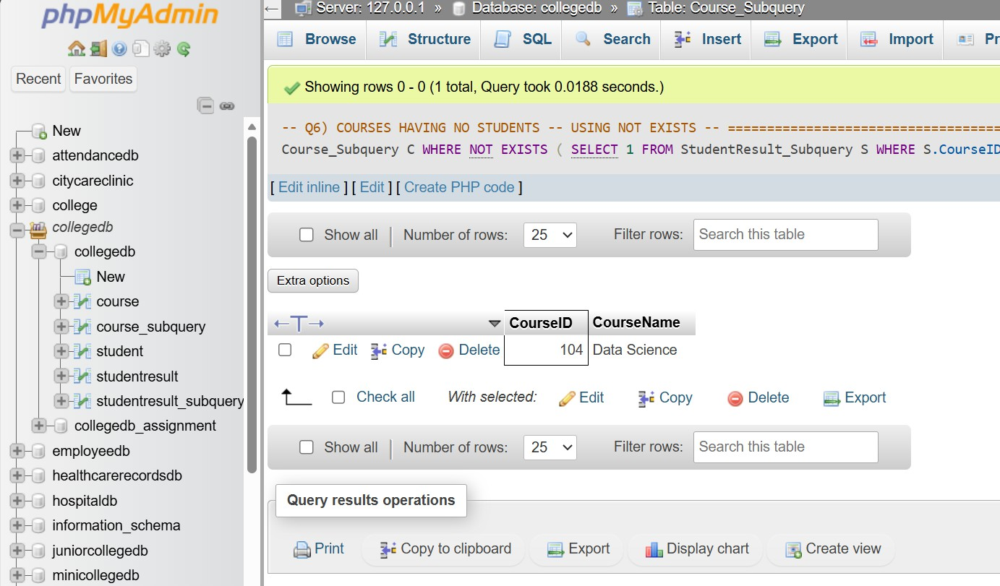 phpMyAdmin
Recent Favorites
New
attendancedb
citycareclinic
college
collegedb
collegedb
New
course
course_subquery
student
studentresult
studentresult_subquery
collegedb_assignment
employeedb
healthcarerecordsdb
hospitaldb
information_schema
juniorcollegedb
minicollegedb
Server: 127.0.0.1 » Database: collegedb » Table: Course_Subquery
Browse Structure SQL Search Insert Export Import Pr
Showing rows 0 - 0 (1 total, Query took 0.0188 seconds.)
-- Q6) COURSES HAVING NO STUDENTS -- USING NOT EXISTS -- ===================================
Course_Subquery C WHERE NOT EXISTS ( SELECT 1 FROM StudentResult_Subquery S WHERE S.CourseID
[ Edit inline ] [ Edit ] [ Create PHP code ]
Show all | Number of rows: 25 Filter rows: Search this table
Extra options
←T→ CourseID CourseName
Edit Copy Delete 104 Data Science
Check all With selected: Edit Copy Delete Export
Show all | Number of rows: 25 Filter rows: Search this table
Query results operations
Print Copy to clipboard Export Display chart Create view